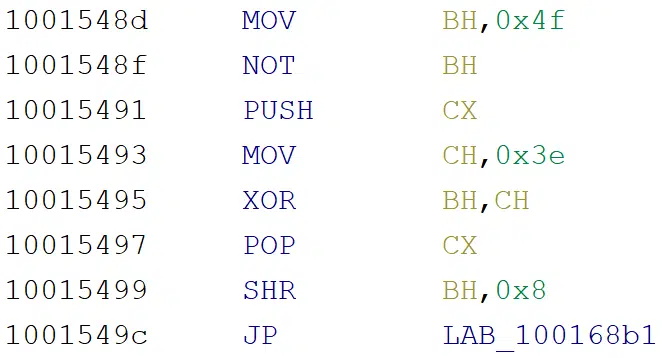 1001548d MOV BH,0x4f
1001548f NOT BH
10015491 PUSH CX
10015493 MOV CH,0x3e
10015495 XOR BH,CH
10015497 POP CX
10015499 SHR BH,0x8
1001549c JP LAB_100168b1